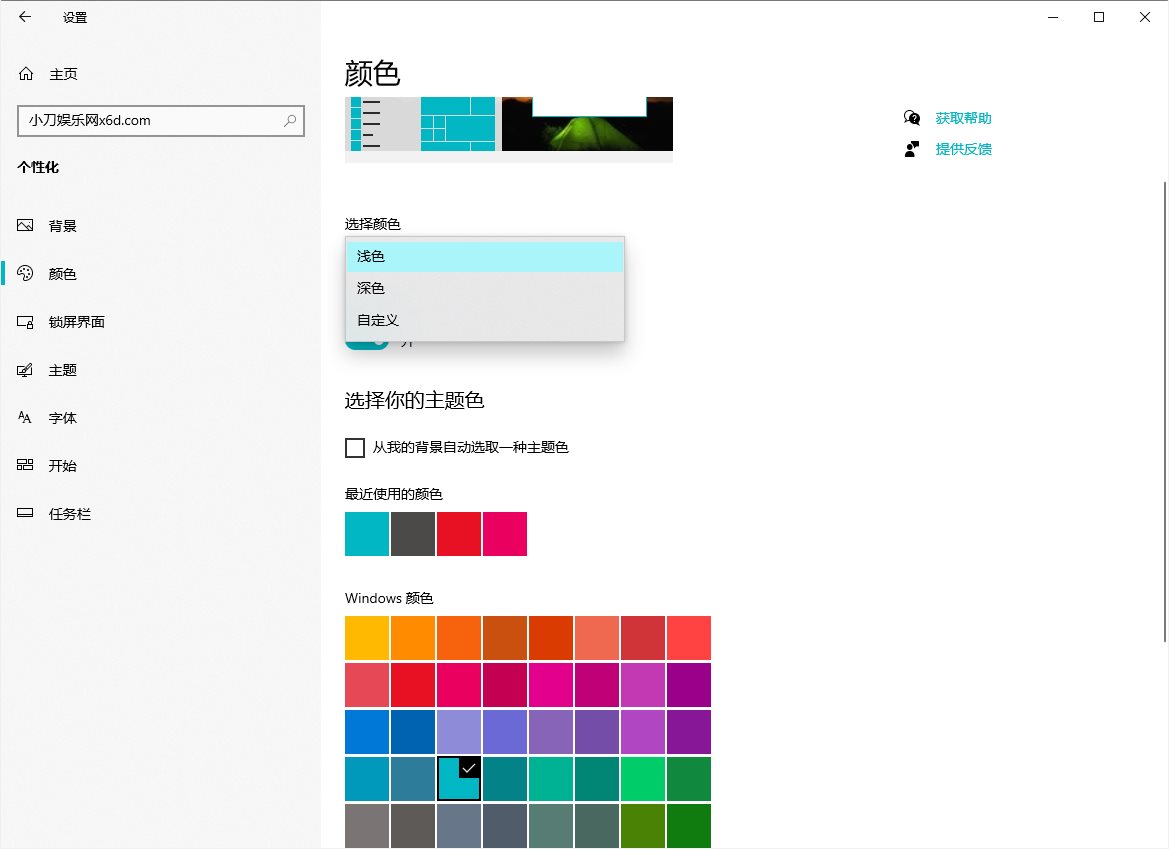 设置
主页
小刀娱乐网x6d.com
个性化
背景
颜色
锁屏界面
主题
字体
开始
任务栏
颜色
选择颜色
浅色
深色
自定义
选择你的主题色
从我的背景自动选取一种主题色
最近使用的颜色
Windows 颜色
获取帮助
提供反馈